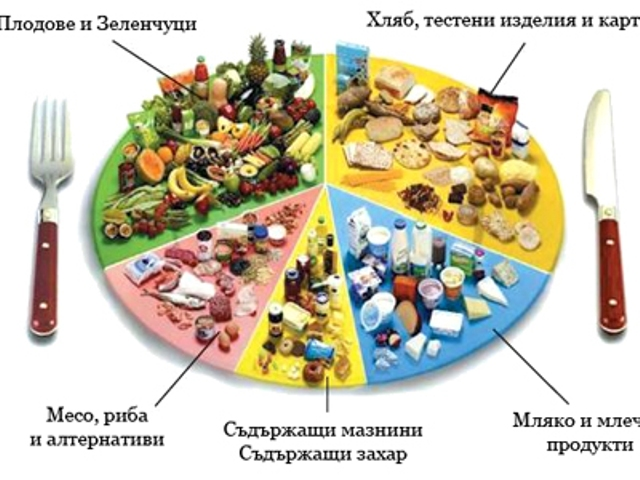 Плодове и Зеленчуци
Хляб, тестени изделия и карт
Месо, риба
и алтернативи
Съдържащи мазнини
Съдържащи захар
Мляко и млеч
продукти